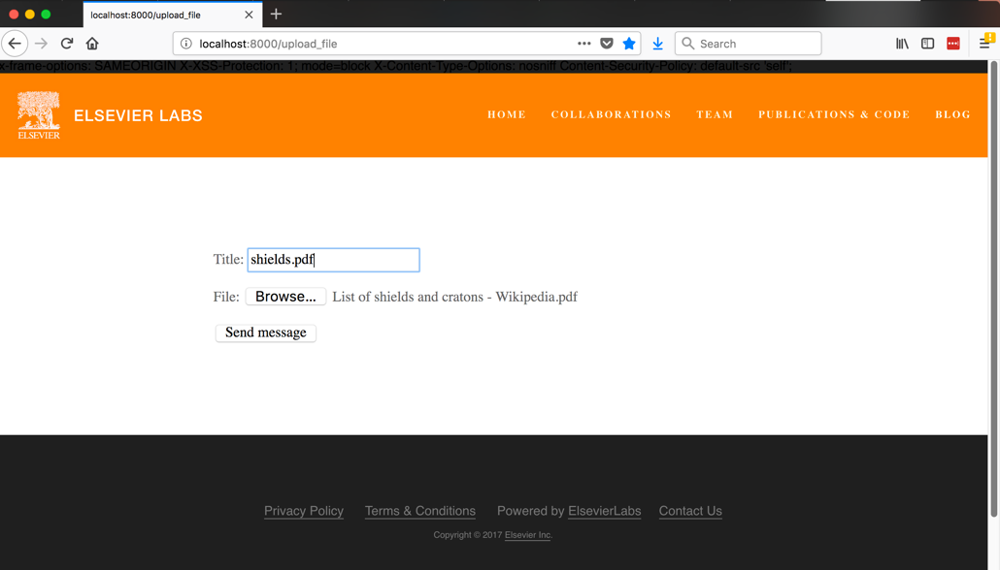 localhost:8000/upload_file
localhost:8000/upload_file
Search
x-frame-options: SAMEORIGIN X-XSS-Protection: 1; mode=block X-Content-Type-Options: nosniff Content-Security-Policy: default-src 'self';
ELSEVIER
ELSEVIER LABS
HOME COLLABORATIONS TEAM PUBLICATIONS & CODE BLOG
Title: shields.pdf
File: Browse... List of shields and cratons - Wikipedia.pdf
Send message
Privacy Policy Terms & Conditions Powered by ElsevierLabs Contact Us
Copyright © 2017 Elsevier Inc.